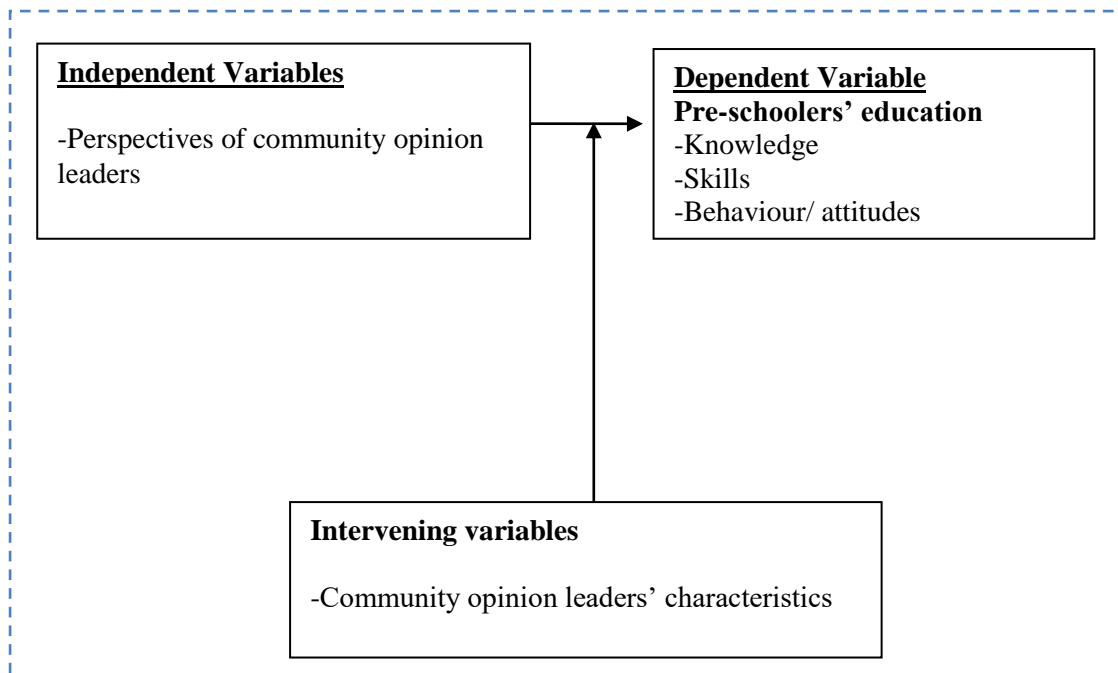 Independent Variables
-Perspectives of community opinion
leaders
Dependent Variable
Pre-schoolers’ education
-Knowledge
-Skills
-Behaviour/ attitudes
Intervening variables
-Community opinion leaders’ characteristics